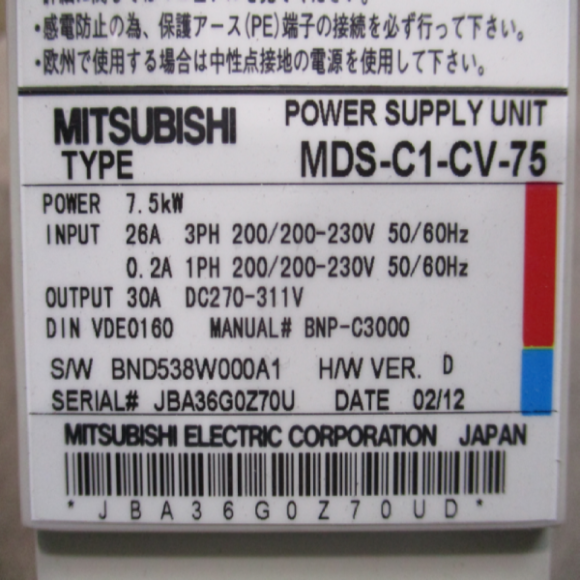 ・感電防止の為、保護アース(PE)端子の接続を必ず行って下さい。
・欧州で使用する場合は中性点接地の電源を使用して下さい。
MITSUBISHI POWER SUPPLY UNIT
TYPE MDS-C1-CV-75
POWER 7.5kW
INPUT 26A 3PH 200/200-230V 50/60Hz
0.2A 1PH 200/200-230V 50/60Hz
OUTPUT 30A DC270-311V
DIN VDE0160 MANUAL# BNP-C3000
S/W BND538W000A1 H/W VER. D
SERIAL# JBA36G0Z70U DATE 02/12
MITSUBISHI ELECTRIC CORPORATION JAPAN
*JBA36G0Z70UD*